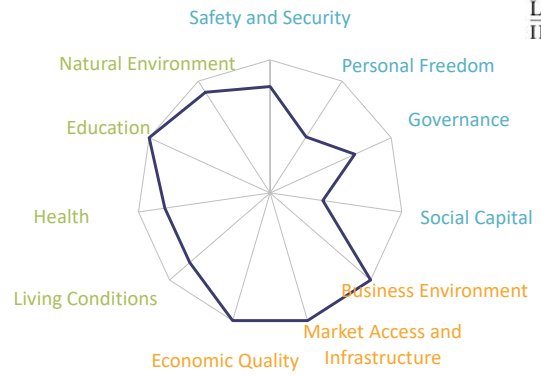 Safety and Security
Natural Environment
Personal Freedom
Education
Governance
Health
Social Capital
Living Conditions
Business Environment
Economic Quality
Market Access and
Infrastructure